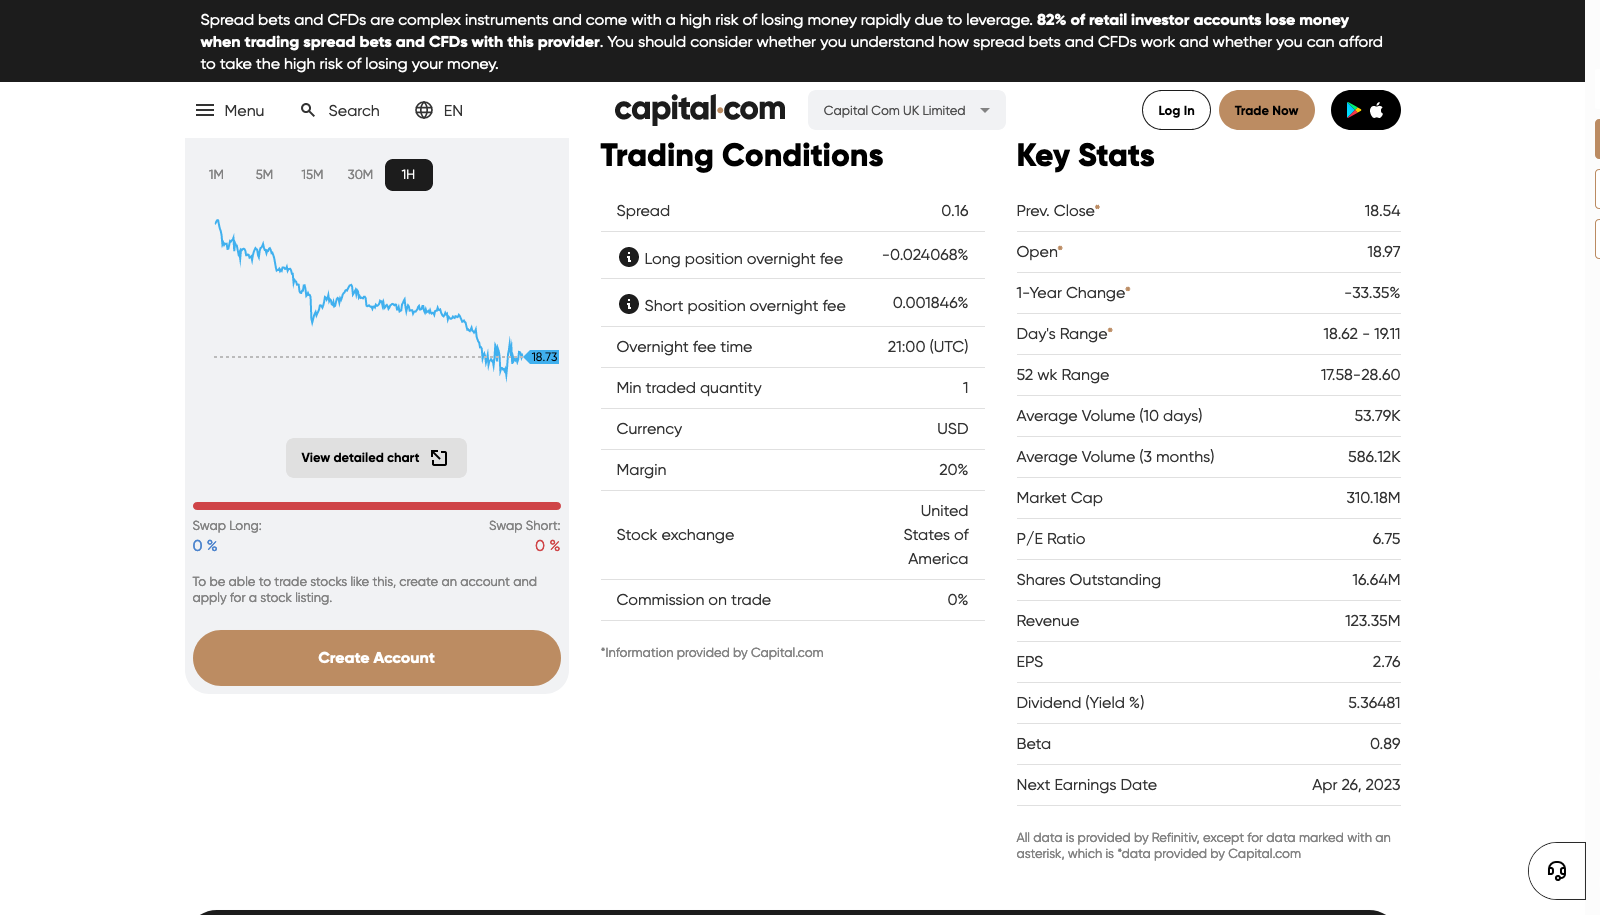 Spread bets and CFDs are complex instruments and come with a high risk of losing money rapidly due to leverage. 82% of retail investor accounts lose money
when trading spread bets and CFDs with this provider. You should consider whether you understand how spread bets and CFDs work and whether you can afford
to take the high risk of losing your money.
Menu Search EN capital.com Capital Com UK Limited Log In Trade Now
1M 5M 15M 30M 1H
18.73
View detailed chart
Swap Long: Swap Short:
0 % 0 %
To be able to trade stocks like this, create an account and
apply for a stock listing.
Create Account
Trading Conditions
Spread 0.16
Long position overnight fee -0.024068%
Short position overnight fee 0.001846%
Overnight fee time 21:00 (UTC)
Min traded quantity 1
Currency USD
Margin 20%
Stock exchange United
States of
America
Commission on trade 0%
*Information provided by Capital.com
Key Stats
Prev. Close* 18.54
Open* 18.97
1-Year Change* -33.35%
Day's Range* 18.62 - 19.11
52 wk Range 17.58-28.60
Average Volume (10 days) 53.79K
Average Volume (3 months) 586.12K
Market Cap 310.18M
P/E Ratio 6.75
Shares Outstanding 16.64M
Revenue 123.35M
EPS 2.76
Dividend (Yield %) 5.36481
Beta 0.89
Next Earnings Date Apr 26, 2023
All data is provided by Refinitiv, except for data marked with an
asterisk, which is *data provided by Capital.com